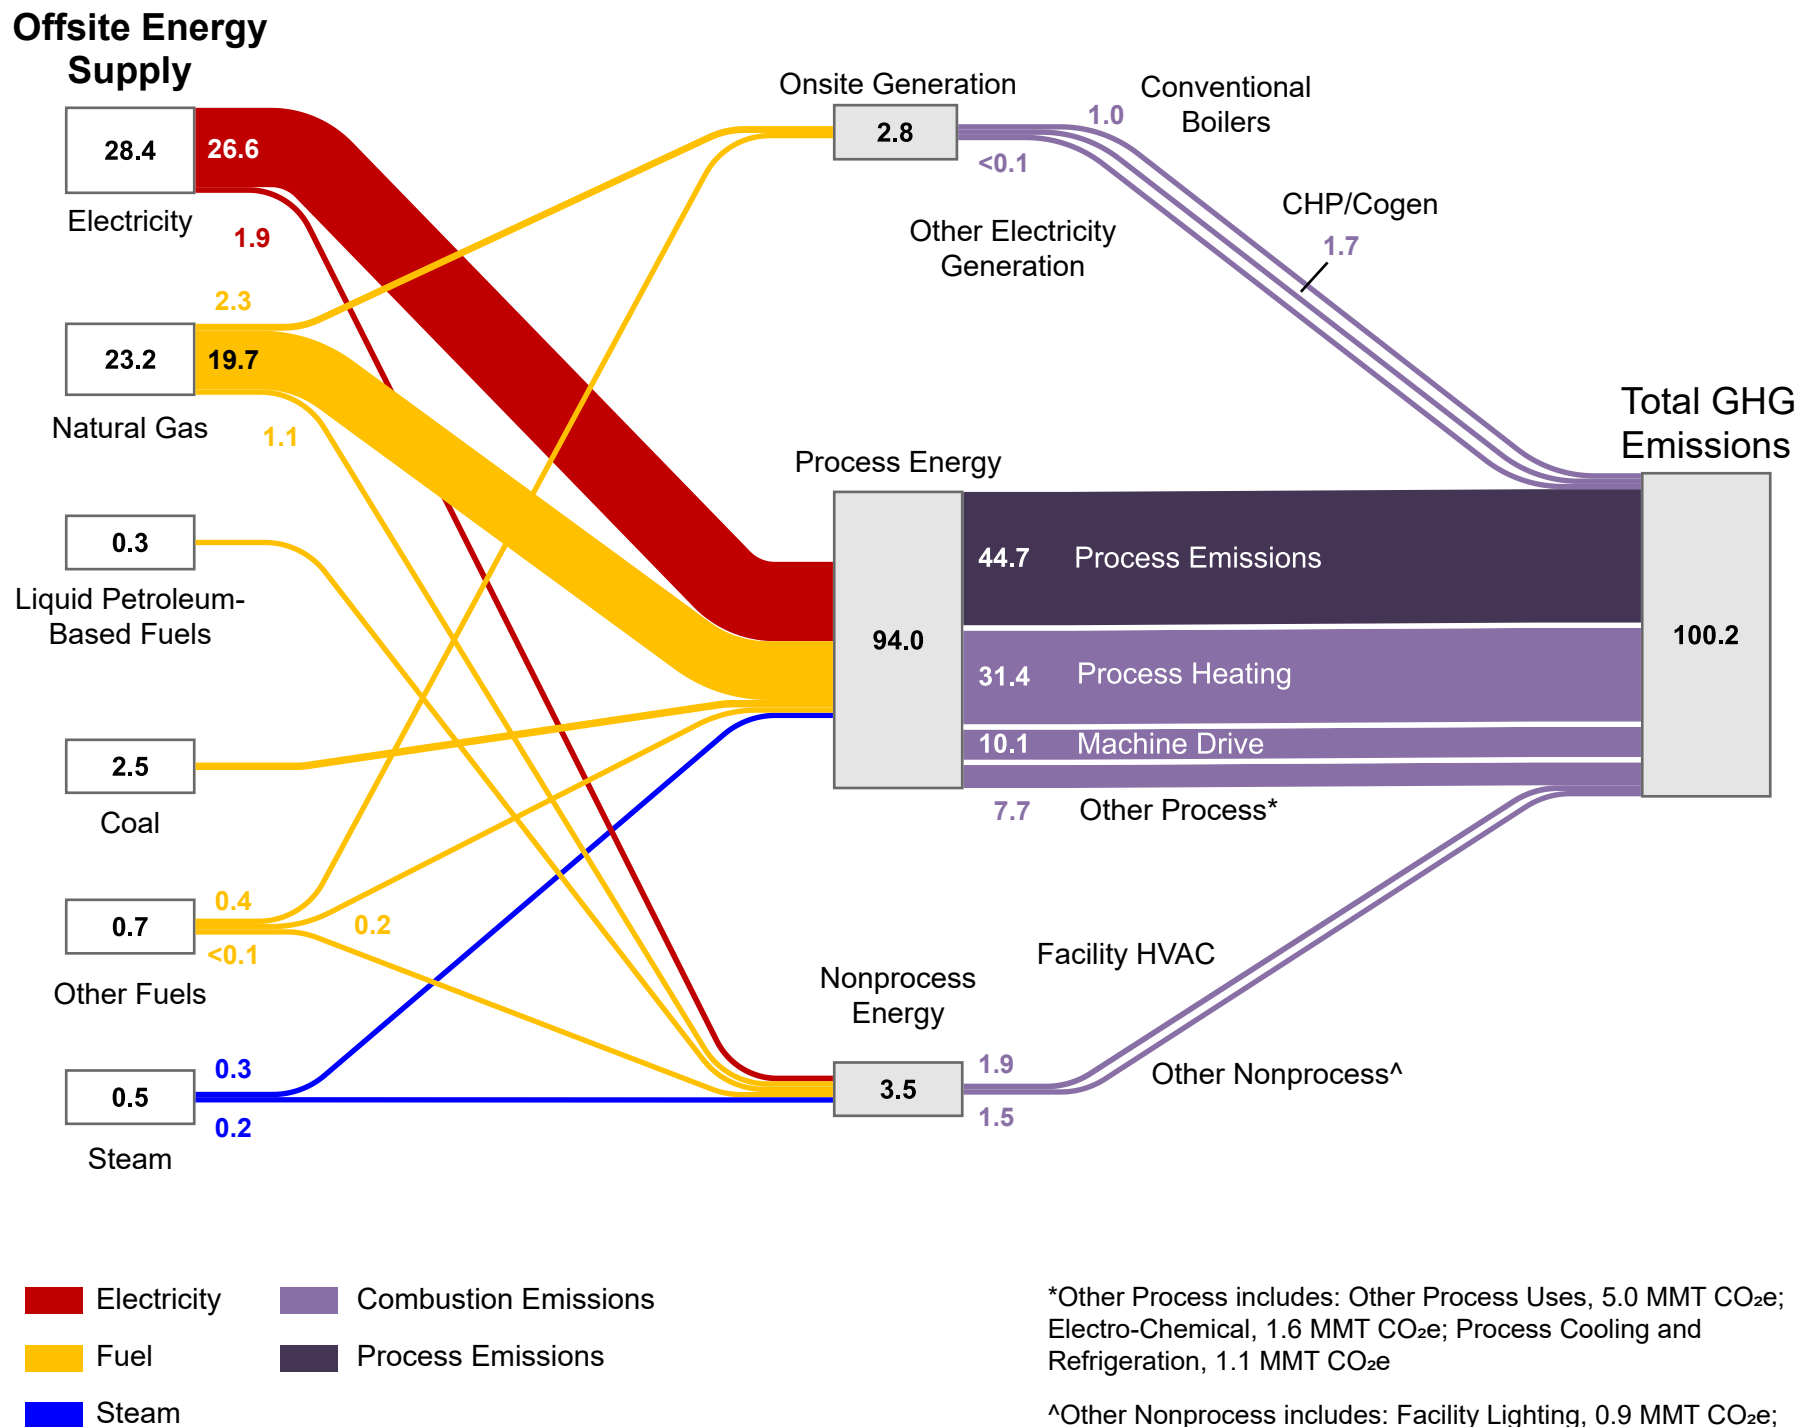 Offsite Energy
Supply
28.4
26.6
Electricity
1.9
2.3
23.2
19.7
Natural Gas
1.1
0.3
Liquid Petroleum-
Based Fuels
2.5
Coal
0.4
0.7
0.2
<0.1
Other Fuels
0.3
0.5
0.2
Steam
Onsite Generation
2.8
1.0
Conventional
Boilers
<0.1
CHP/Cogen
1.7
Other Electricity
Generation
Process Energy
94.0
44.7 Process Emissions
31.4 Process Heating
10.1 Machine Drive
7.7 Other Process*
Total GHG
Emissions
100.2
Nonprocess
Energy
3.5
Facility HVAC
1.9
Other Nonprocess^
1.5
Electricity
Fuel
Steam
Combustion Emissions
Process Emissions
*Other Process includes: Other Process Uses, 5.0 MMT CO₂e;
Electro-Chemical, 1.6 MMT CO₂e; Process Cooling and
Refrigeration, 1.1 MMT CO₂e
^Other Nonprocess includes: Facility Lighting, 0.9 MMT CO₂e;